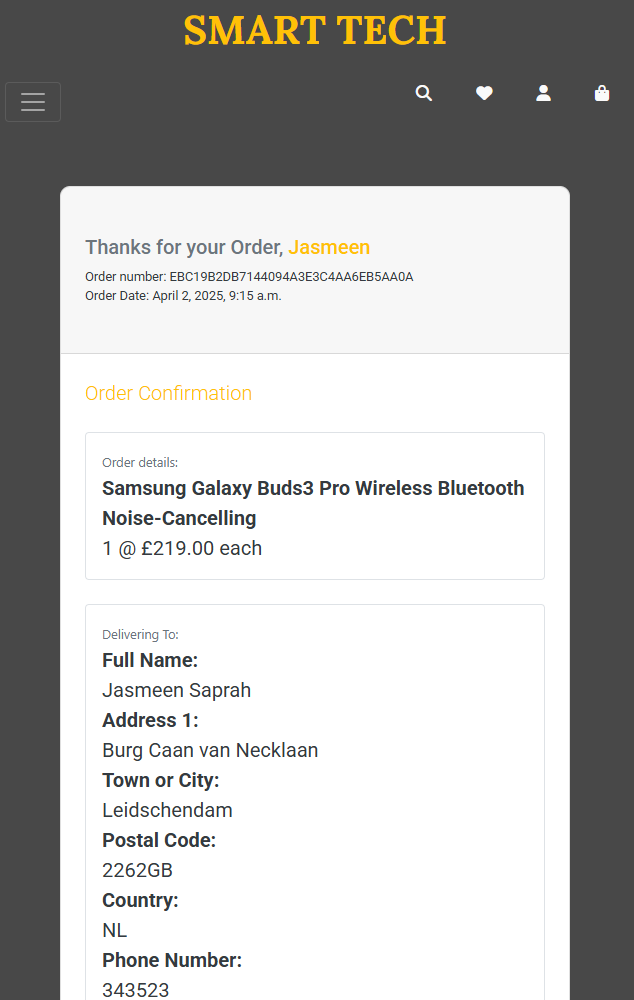 SMART TECH
Thanks for your Order, Jasmeen
Order number: EBC19B2DB7144094A3E3C4AA6EB5AA0A
Order Date: April 2, 2025, 9:15 a.m.
Order Confirmation
Order details:
Samsung Galaxy Buds3 Pro Wireless Bluetooth
Noise-Cancelling
1 @ £219.00 each
Delivering To:
Full Name:
Jasmeen Saprah
Address 1:
Burg Caan van Necklaan
Town or City:
Leidschendam
Postal Code:
2262GB
Country:
NL
Phone Number:
343523